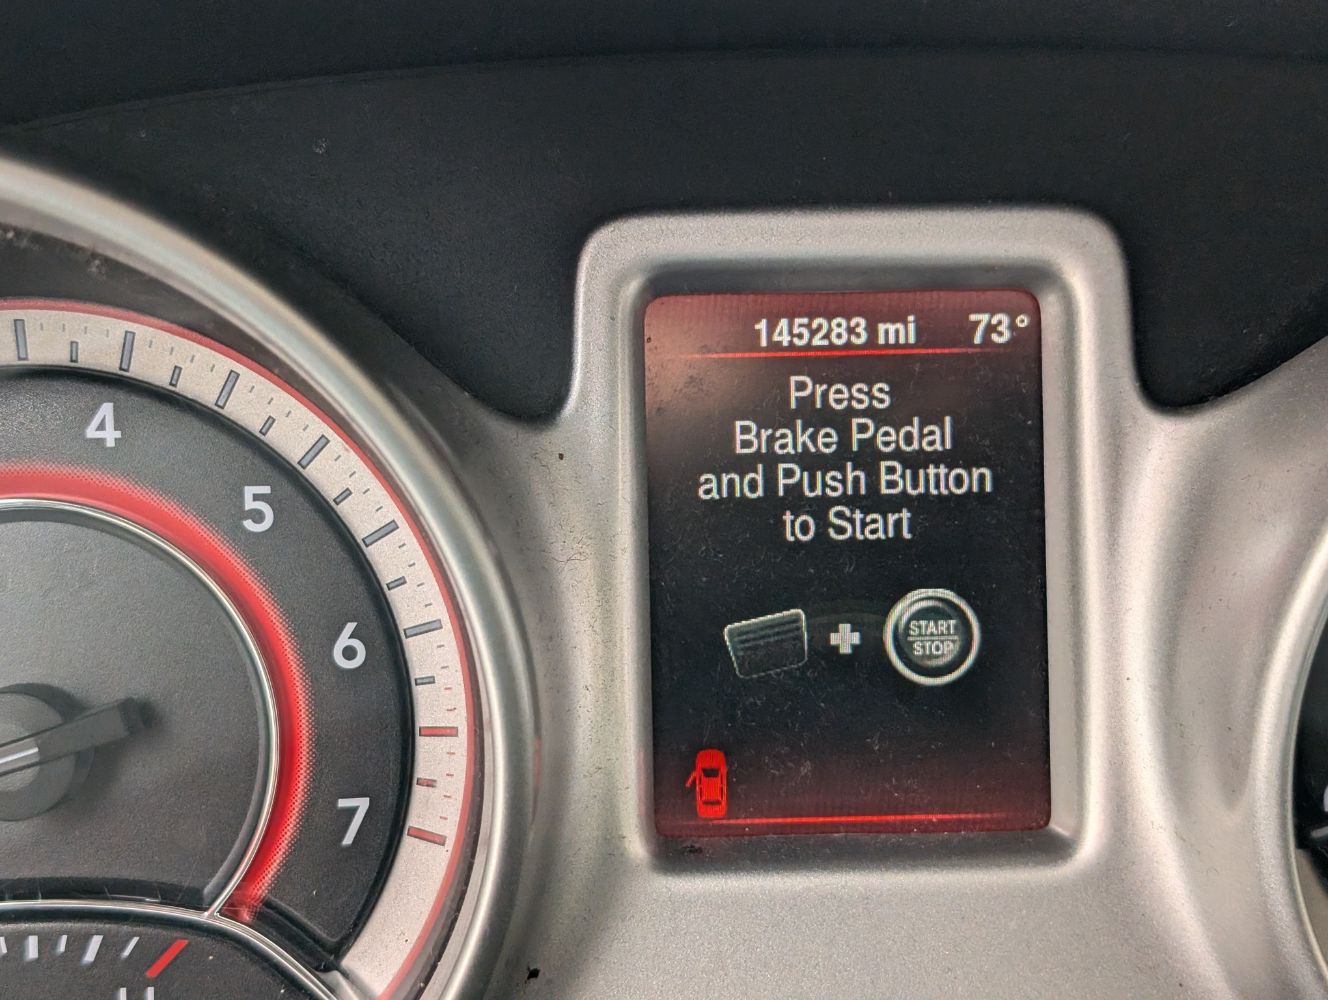 145283 mi 73°
Press
Brake Pedal
and Push Button
to Start
START
STOP
4
5
6
7
H